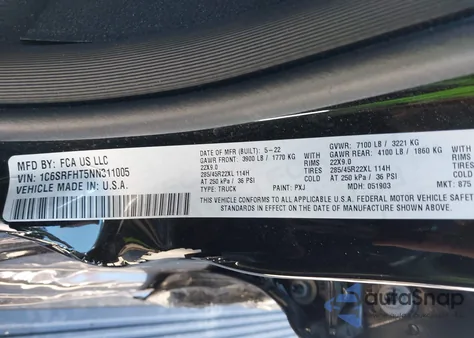 MFD BY: FCA US LLC
VIN: 1C6SRFHT5NN311005
VEHICLE MADE IN U.S.A.
DATE OF MFR (BUILT): 5-22
GAWR FRONT: 3900 LB / 1770 KG
22X9.0
285/45R22XL 114H
AT 250 kPa / 36 PSI
TYPE: TRUCK
PAINT: PXJ
RIMS
TIRES
COLD
GVWR: 7100 LB / 3221 KG
GAWR REAR: 4100 LB / 1860 KG
22X9.0
285/45R22XL 114H
AT 250 kPa / 36 PSI
MDH: 051903
RIMS
TIRES
COLD
MKT: 875
THIS VEHICLE CONFORMS TO ALL APPLICABLE U.S.A. FEDERAL MOTOR VEHICLE SAFETY
STANDARDS IN EFFECT ON THE DATE OF MANUFACTURE SHOWN ABOVE.
autoSnap